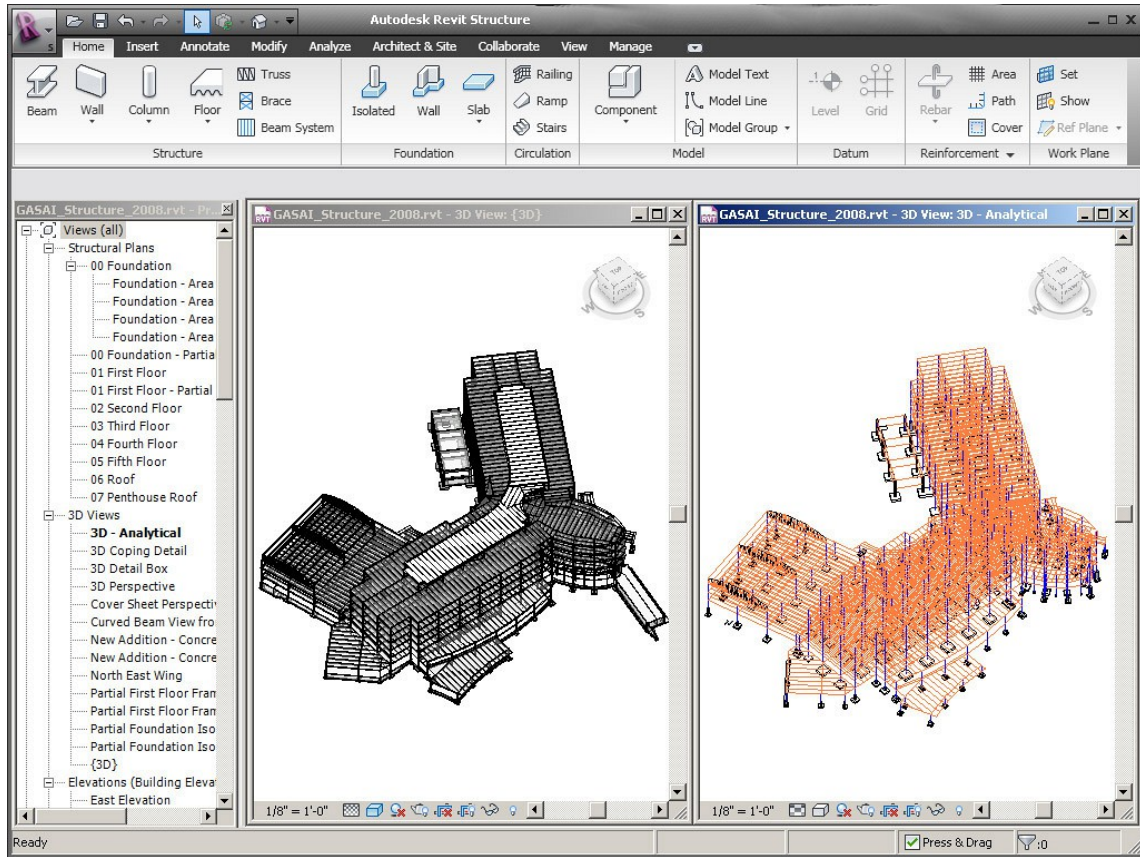 Autodesk Revit Structure
S Home Insert Annotate Modify Analyze Architect & Site Collaborate View Manage
Beam Wall Column Floor
Truss
Brace
Beam System
Structure
Isolated Wall Slab
Foundation
Railing
Ramp
Stairs
Circulation
Component
Model Text
Model Line
Model Group
Model
Level Grid
Datum
Rebar
Area
Path
Cover
Reinforcement
Set
Show
Ref Plane
Work Plane
GASAI_Structure_2008.rvt - Pr...
Views (all)
Structural Plans
00 Foundation
Foundation - Area
Foundation - Area
Foundation - Area
Foundation - Area
00 Foundation - Partia
01 First Floor
01 First Floor - Partial
02 Second Floor
03 Third Floor
04 Fourth Floor
05 Fifth Floor
06 Roof
07 Penthouse Roof
3D Views
3D - Analytical
3D Coping Detail
3D Detail Box
3D Perspective
Cover Sheet Perspectiv
Curved Beam View fro
New Addition - Concre
New Addition - Concre
North East Wing
Partial First Floor Fram
Partial First Floor Fram
Partial Foundation Iso
Partial Foundation Iso
{3D}
Elevations (Building Eleva
East Elevation
RVT GASAI_Structure_2008.rvt - 3D View: {3D}
TOP
W S
1/8" = 1'-0"
RVT GASAI_Structure_2008.rvt - 3D View: 3D - Analytical
TOP
W S
1/8" = 1'-0"
Ready
Press & Drag
:0